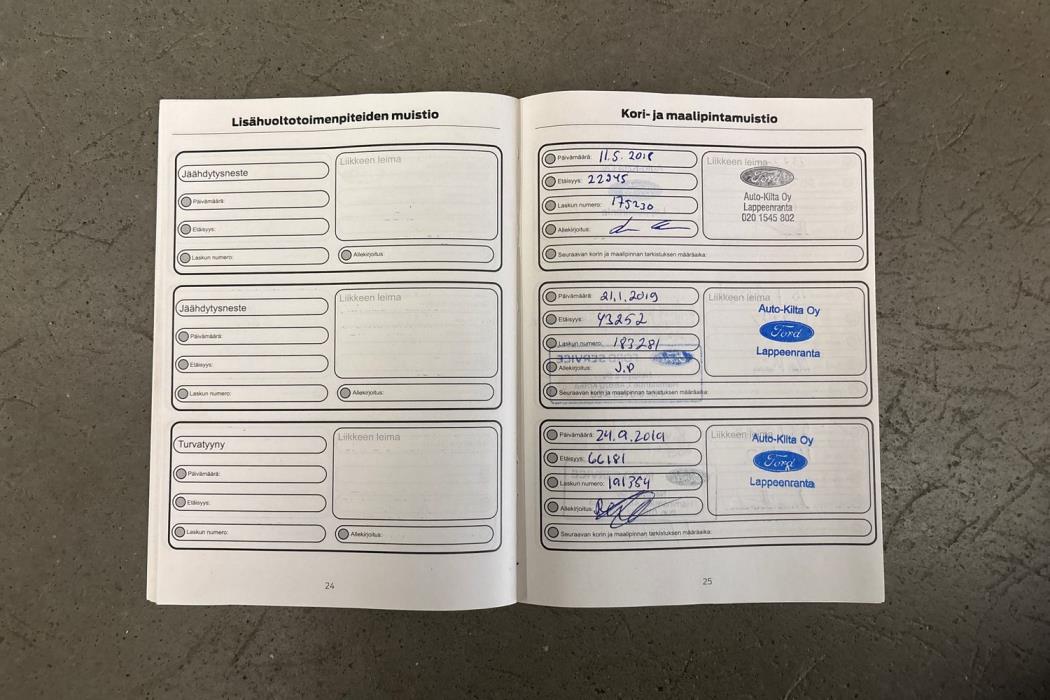 Lisähuoltotoimenpiteiden muistio
Jäähdytysneste
Liikkeen leima
Päivämäärä:
Etäisyys:
Laskun numero:
Allekirjoitus:
Jäähdytysneste
Liikkeen leima
Päivämäärä:
Etäisyys:
Laskun numero:
Allekirjoitus:
Turvatyyny
Liikkeen leima
Päivämäärä:
Etäisyys:
Laskun numero:
Allekirjoitus:
24
Kori- ja maalipintamuistio
Päivämäärä: 11.5. 2018
Etäisyys: 22945
Laskun numero: 175230
Allekirjoitus:
Liikkeen leima
Ford
Auto-Kilta Oy
Lappeenranta
020 1545 802
Seuraavan korin ja maalipinnan tarkistuksen määräaika:
Päivämäärä: 21.1.2019
Etäisyys: 43252
Laskun numero: 183281
Allekirjoitus: J.P
Liikkeen leima
Auto-Kilta Oy
Ford
Lappeenranta
Seuraavan korin ja maalipinnan tarkistuksen määräaika:
Päivämäärä: 24.9.2019
Etäisyys: 66181
Laskun numero: 191364
Allekirjoitus:
Liikkeen leima
Auto-Kilta Oy
Ford
Lappeenranta
Seuraavan korin ja maalipinnan tarkistuksen määräaika:
25